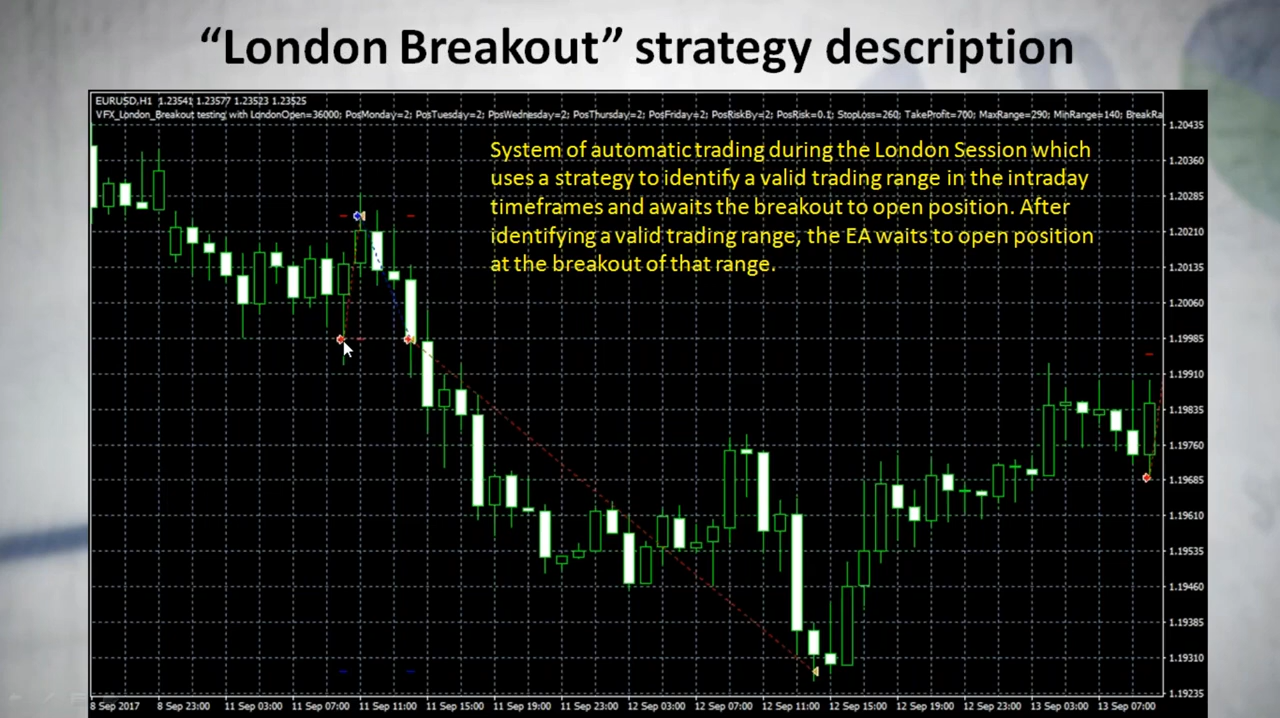 “London Breakout” strategy description
EURUSD,H1 1.23541 1.23577 1.23523 1.23525
VFX_London_Breakout testing with LondonOpen=36000; PosMonday=2; PosTuesday=2; PosWednesday=2; PosThursday=2; PosFriday=2; PosRiskBy=2; PosRisk=0.1; StopLoss=260; TakeProfit=700; MaxRange=290; MinRange=140; BreakRa
System of automatic trading during the London Session which
uses a strategy to identify a valid trading range in the intraday
timeframes and awaits the breakout to open position. After
identifying a valid trading range, the EA waits to open position
at the breakout of that range.
1.20435
1.20360
1.20285
1.20210
1.20135
1.20060
1.19985
1.19910
1.19835
1.19760
1.19685
1.19610
1.19535
1.19460
1.19385
1.19310
1.19235
8 Sep 2017 8 Sep 23:00 11 Sep 03:00 11 Sep 07:00 11 Sep 11:00 11 Sep 15:00 11 Sep 19:00 11 Sep 23:00 12 Sep 03:00 12 Sep 07:00 12 Sep 11:00 12 Sep 15:00 12 Sep 19:00 12 Sep 23:00 13 Sep 03:00 13 Sep 07:00